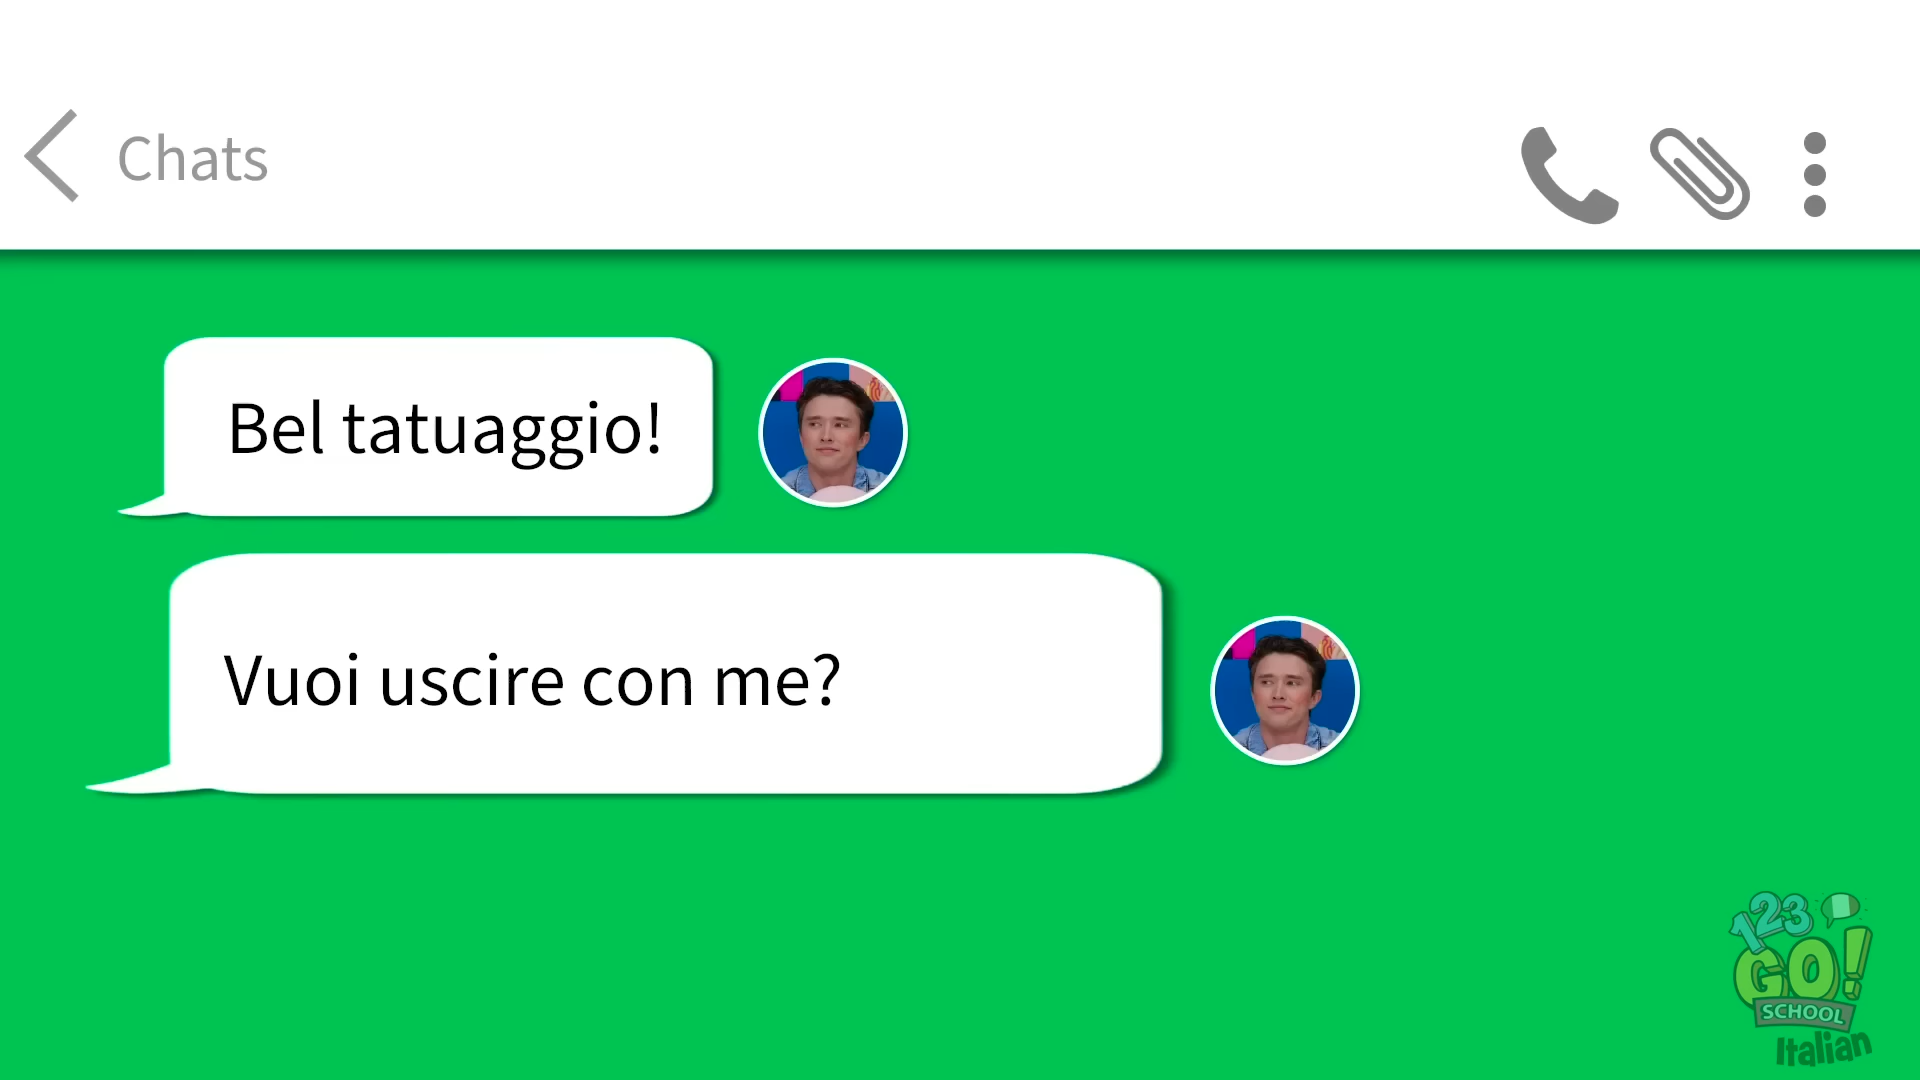 Chats
Bel tatuaggio!
Vuoi uscire con me?
123
GO!
SCHOOL
Italian